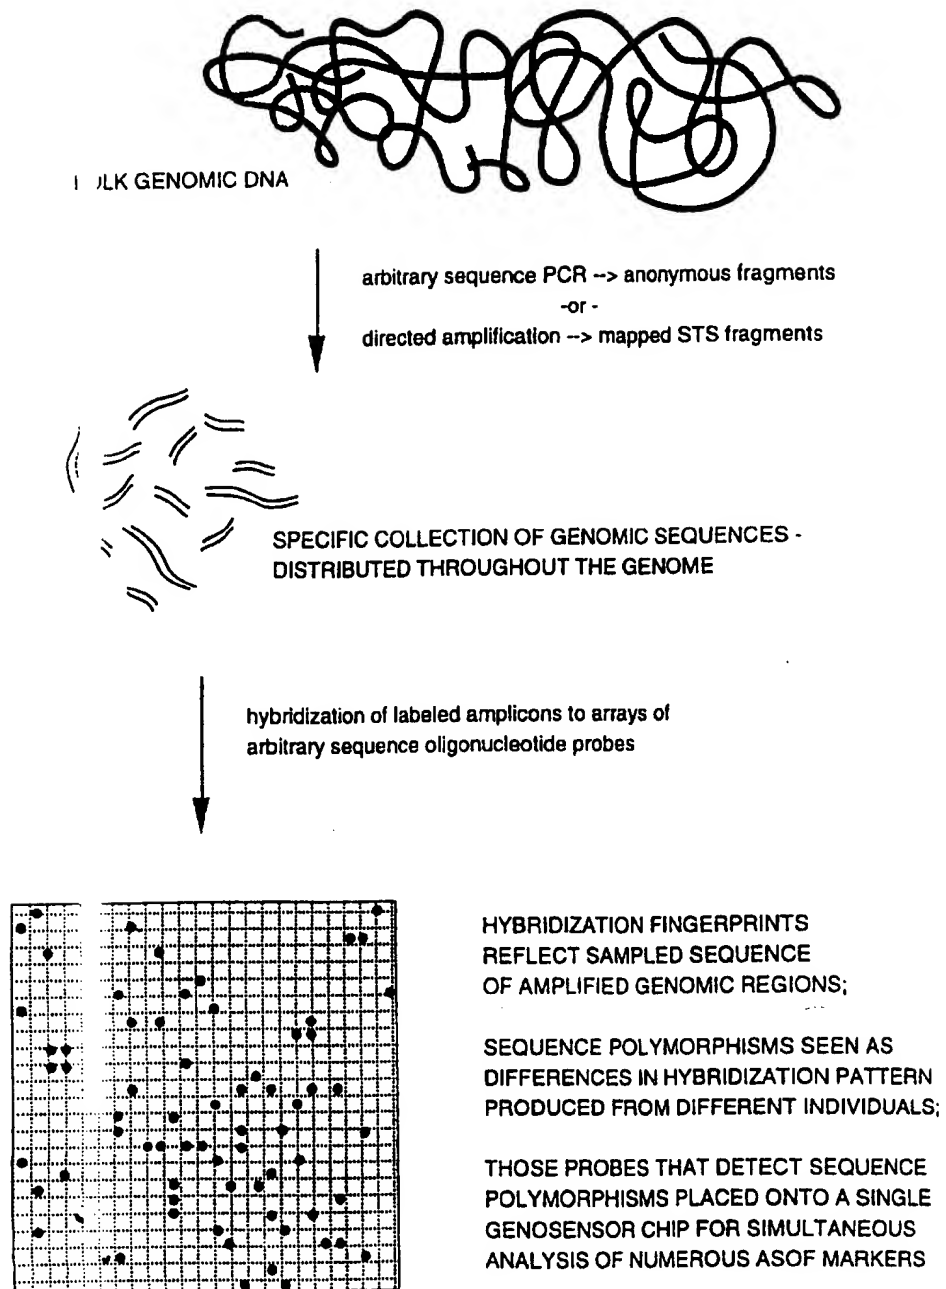 GENOMIC DNA
arbitrary sequence PCR --> anonymous fragments
-or -
directed amplification --> mapped STS fragments
SPECIFIC COLLECTION OF GENOMIC SEQUENCES -
DISTRIBUTED THROUGHOUT THE GENOME
hybridization of labeled amplicons to arrays of
arbitrary sequence oligonucleotide probes
HYBRIDIZATION FINGERPRINTS
REFLECT SAMPLED SEQUENCE
OF AMPLIFIED GENOMIC REGIONS;
SEQUENCE POLYMORPHISMS SEEN AS
DIFFERENCES IN HYBRIDIZATION PATTERN
PRODUCED FROM DIFFERENT INDIVIDUALS;
THOSE PROBES THAT DETECT SEQUENCE
POLYMORPHISMS PLACED ONTO A SINGLE
GENOSENSOR CHIP FOR SIMULTANEOUS
ANALYSIS OF NUMEROUS ASOF MARKERS